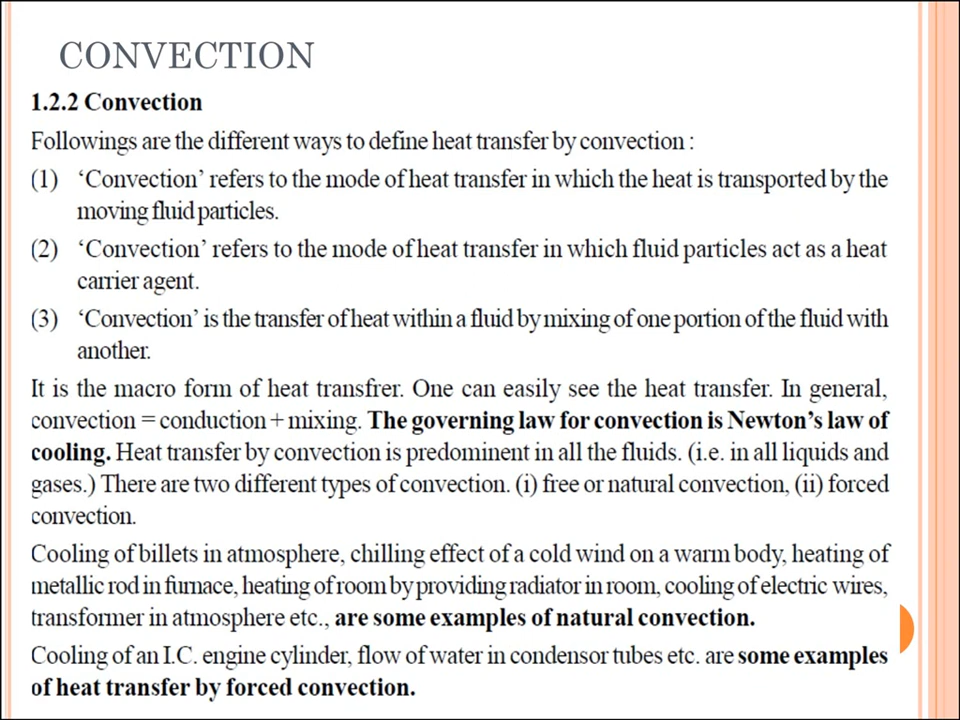 CONVECTION
1.2.2 Convection
Followings are the different ways to define heat transfer by convection :
(1) ‘Convection’ refers to the mode of heat transfer in which the heat is transported by the
moving fluid particles.
(2) ‘Convection’ refers to the mode of heat transfer in which fluid particles act as a heat
carrier agent.
(3) ‘Convection’ is the transfer of heat within a fluid by mixing of one portion of the fluid with
another.
It is the macro form of heat transfrer. One can easily see the heat transfer. In general,
convection = conduction + mixing. The governing law for convection is Newton’s law of
cooling. Heat transfer by convection is predominent in all the fluids. (i.e. in all liquids and
gases.) There are two different types of convection. (i) free or natural convection, (ii) forced
convection.
Cooling of billets in atmosphere, chilling effect of a cold wind on a warm body, heating of
metallic rod in furnace, heating of room by providing radiator in room, cooling of electric wires,
transformer in atmosphere etc., are some examples of natural convection.
Cooling of an I.C. engine cylinder, flow of water in condensor tubes etc. are some examples
of heat transfer by forced convection.